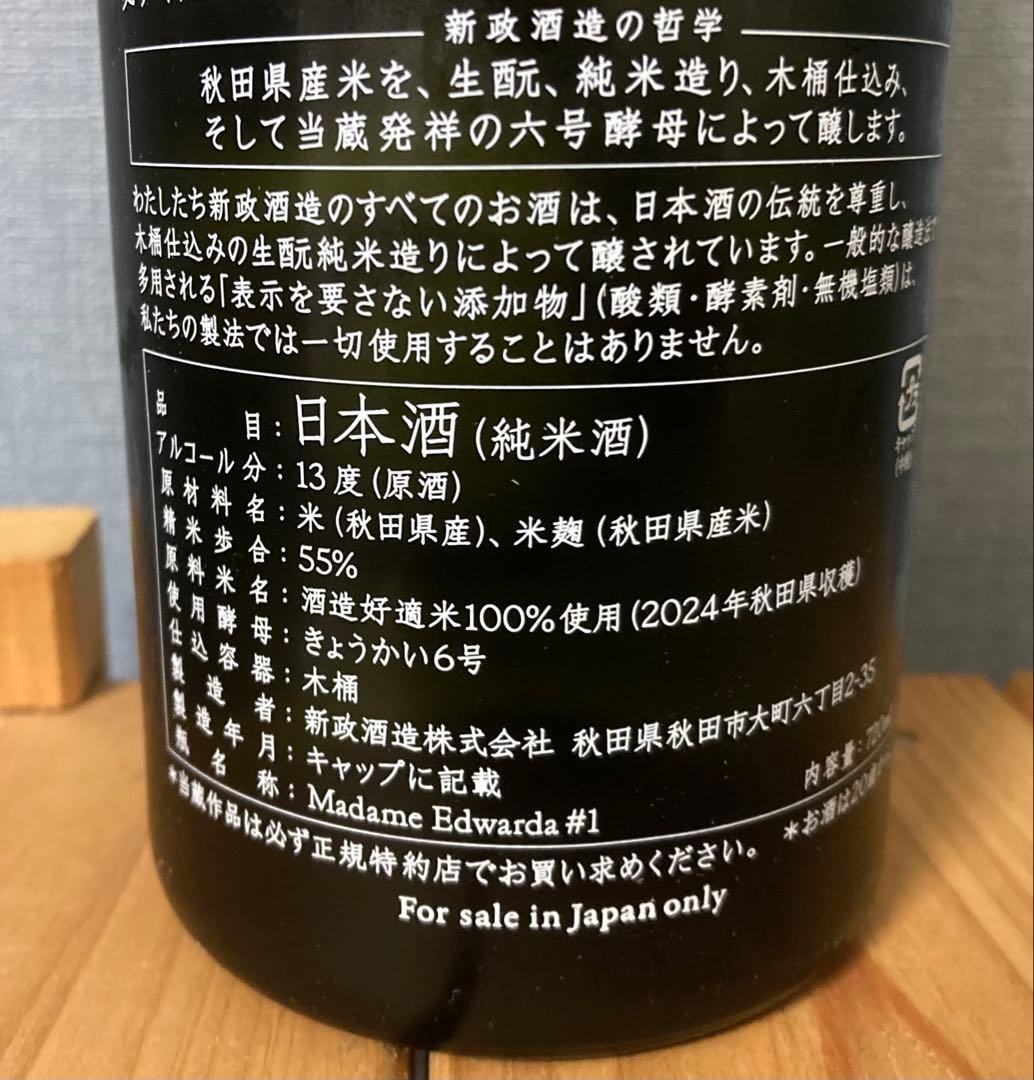 新政酒造の哲学
秋田県産米を、生酛、純米造り、木桶仕込み、
そして当蔵発祥の六号酵母によって醸します。
わたしたち新政酒造のすべてのお酒は、日本酒の伝統を尊重し、
木桶仕込みの生酛純米造りによって醸されています。一般的な醸造法で
多用される「表示を要さない添加物」(酸類・酵素剤・無機塩類)は、
私たちの製法では一切使用することはありません。
品目：日本酒(純米酒)
アルコール分：13度(原酒)
原材料名：米(秋田県産)、米麹(秋田県産米)
精米歩合：55%
原料米名：酒造好適米100%使用(2024年秋田県収穫)
使用酵母：きょうかい6号
仕込容器：木桶
製造者：新政酒造株式会社 秋田県秋田市大町六丁目2-35
製造年月：キャップに記載
内容量：720ml
瓶名称：Madame Edwarda #1
*当蔵作品は必ず正規特約店でお買い求めください。 *お酒は20歳か
For sale in Japan only
キャップ